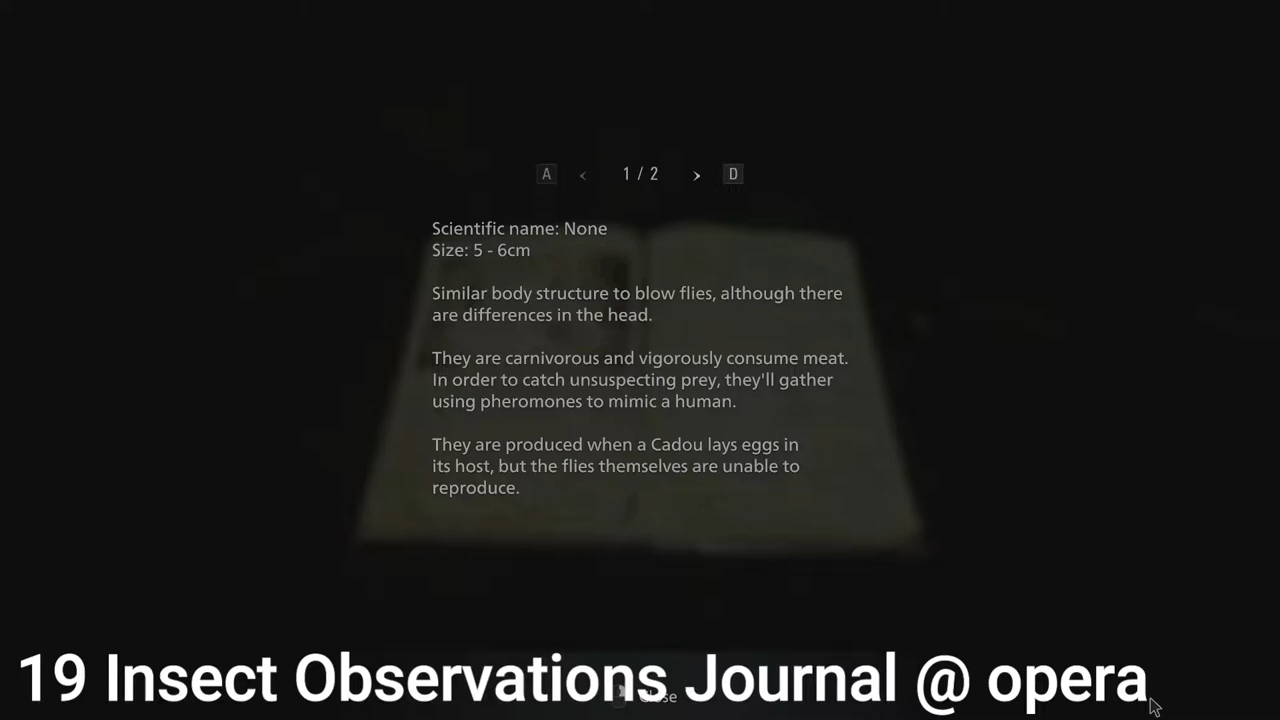 A < 1 / 2 > D
Scientific name: None
Size: 5 - 6cm
Similar body structure to blow flies, although there
are differences in the head.
They are carnivorous and vigorously consume meat.
In order to catch unsuspecting prey, they'll gather
using pheromones to mimic a human.
They are produced when a Cadou lays eggs in
its host, but the flies themselves are unable to
reproduce.
Close
19 Insect Observations Journal @ opera